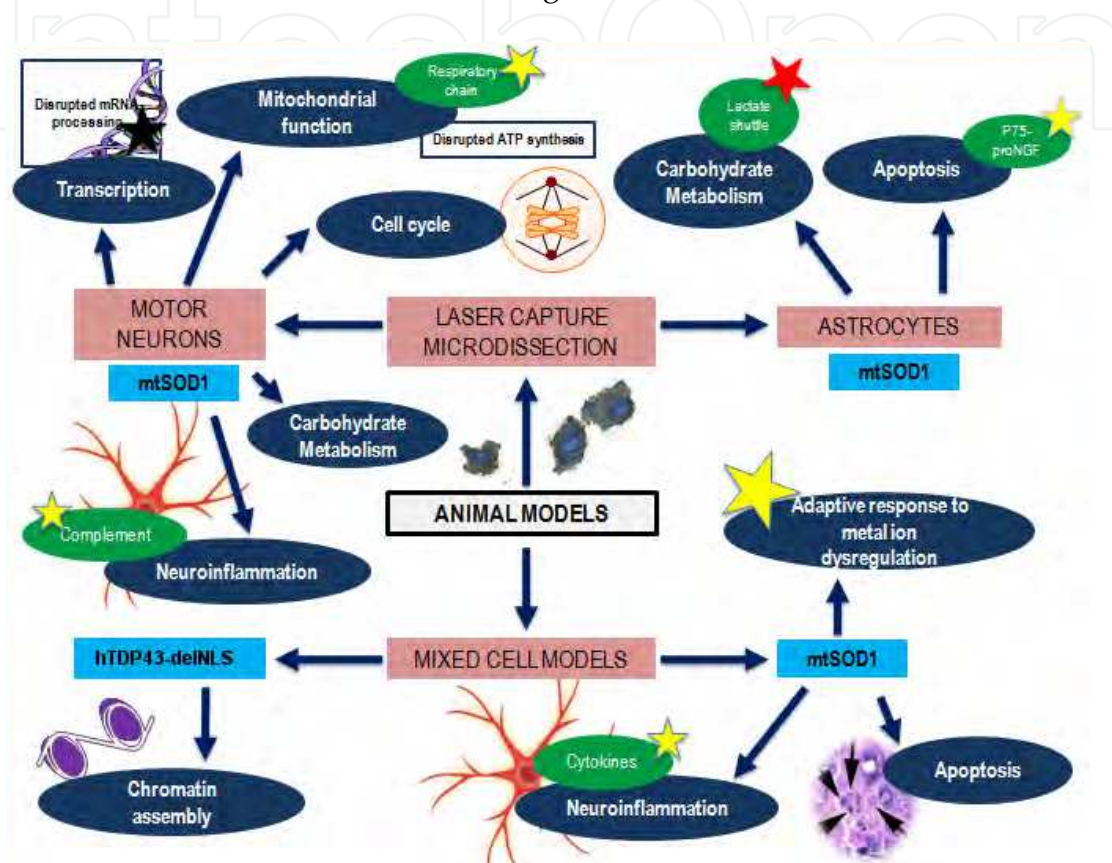 Disrupted mRNA
processing
Transcription
Mitochondrial
function
Respiratory
chain
Disrupted ATP synthesis
Cell cycle
Lactate
shuttle
Carbohydrate
Metabolism
P75-
proNGF
Apoptosis
MOTOR
NEURONS
mtSOD1
LASER CAPTURE
MICRODISSECTION
ASTROCYTES
mtSOD1
Carbohydrate
Metabolism
Complement
Neuroinflammation
ANIMAL MODELS
Adaptive response to
metal ion
dysregulation
hTDP43-delNLS
MIXED CELL MODELS
mtSOD1
Chromatin
assembly
Cytokines
Neuroinflammation
Apoptosis